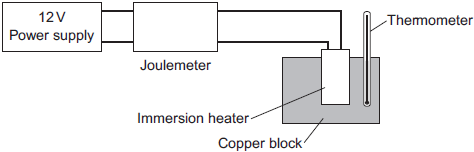 12 V
Power supply
Joulemeter
Thermometer
Immersion heater
Copper block